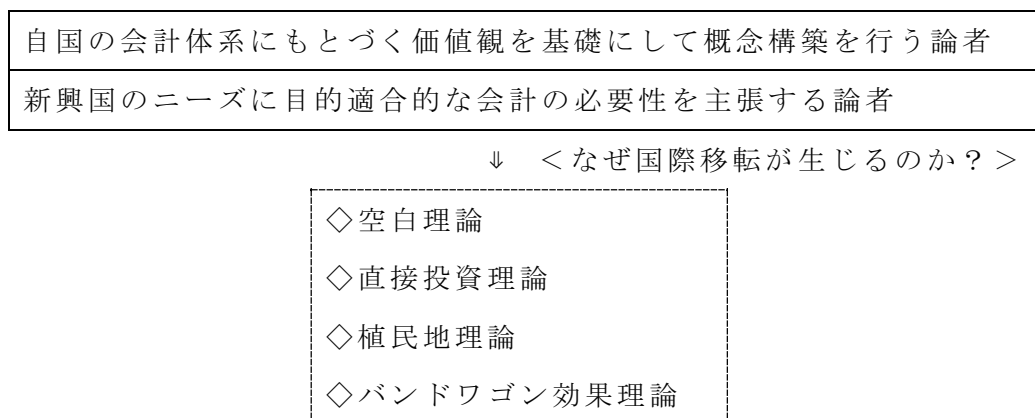 自国の会計体系にもとづく価値観を基礎にして概念構築を行う論者
新興国のニーズに目的適合的な会計の必要性を主張する論者
⇓ <なぜ国際移転が生じるのか?>
◇空白理論
◇直接投資理論
◇植民地理論
◇バンドワゴン効果理論